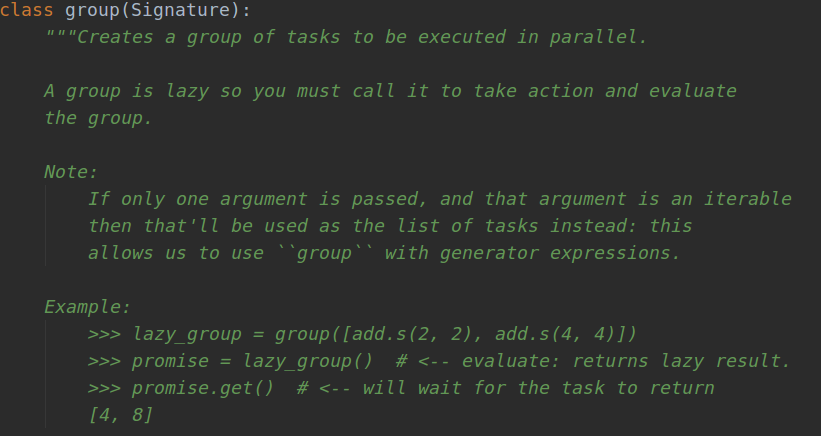 class group(Signature):
"""Creates a group of tasks to be executed in parallel.
A group is lazy so you must call it to take action and evaluate
the group.
Note:
If only one argument is passed, and that argument is an iterable
then that'll be used as the list of tasks instead: this
allows us to use ``group`` with generator expressions.
Example:
>>> lazy_group = group([add.s(2, 2), add.s(4, 4)])
>>> promise = lazy_group()  # <-- evaluate: returns lazy result.
>>> promise.get()  # <-- will wait for the task to return
[4, 8]